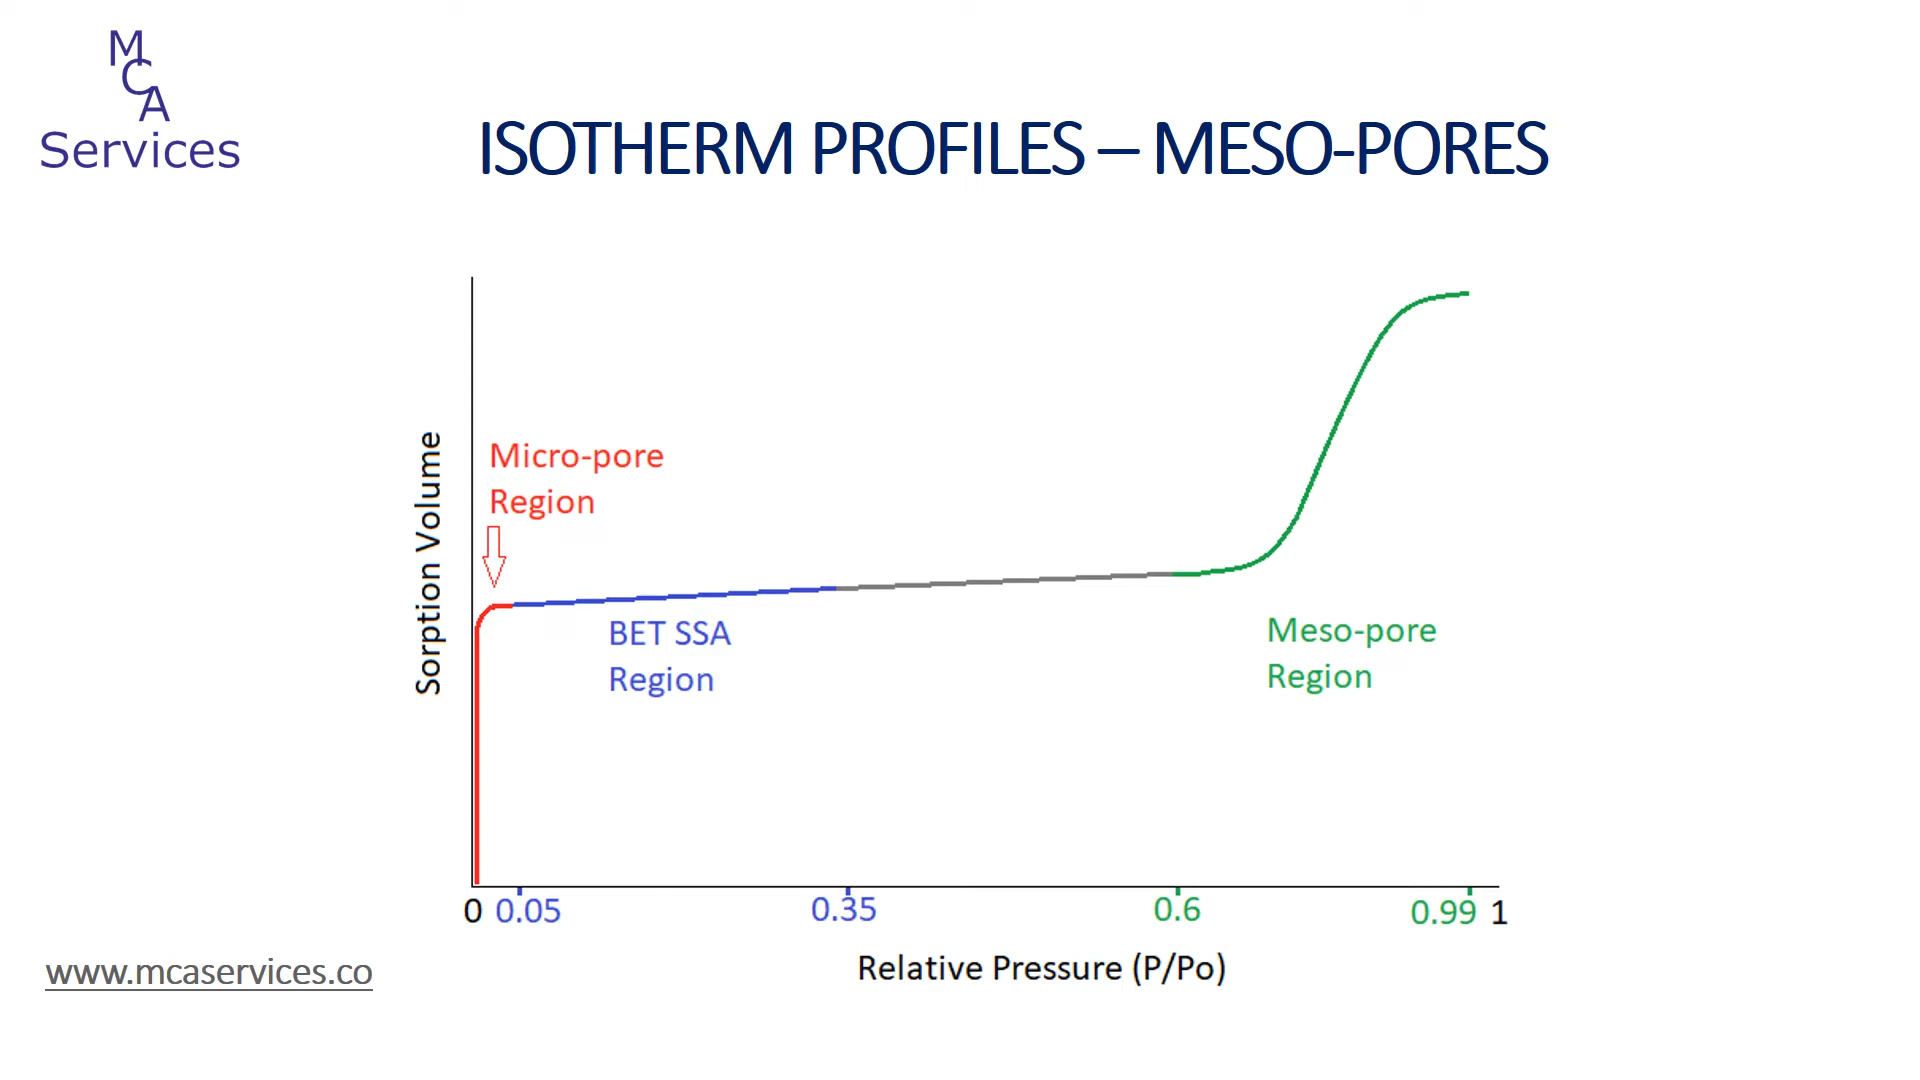 M
C
A
Services
ISOTHERM PROFILES – MESO-PORES
Sorption Volume
Micro-pore
Region
BET SSA
Region
Meso-pore
Region
0 0.05 0.35 0.6 0.99 1
Relative Pressure (P/Po)
www.mcaservices.co